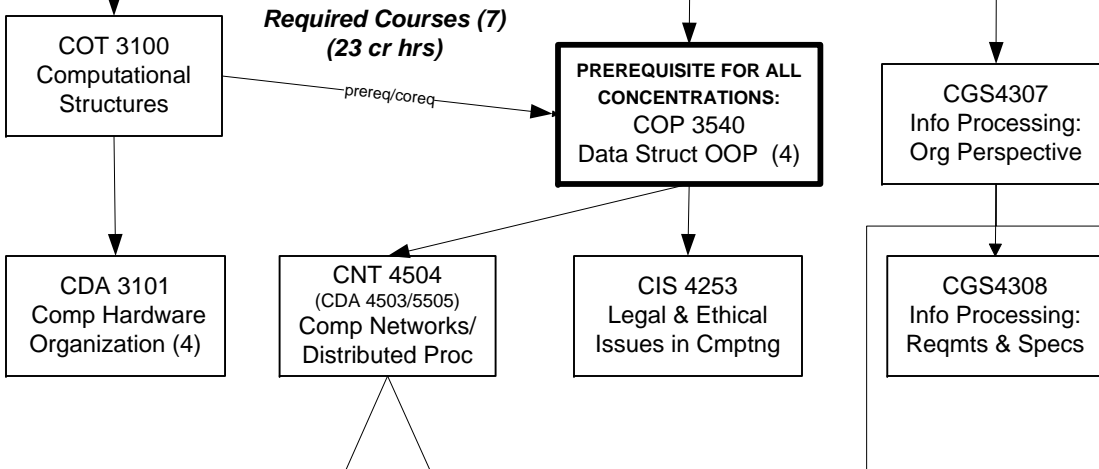 Required Courses (7)
(23 cr hrs)
COT 3100
Computational
Structures
prereq/coreq
PREREQUISITE FOR ALL
CONCENTRATIONS:
COP 3540
Data Struct OOP (4)
CGS4307
Info Processing:
Org Perspective
CDA 3101
Comp Hardware
Organization (4)
CNT 4504
(CDA 4503/5505)
Comp Networks/
Distributed Proc
CIS 4253
Legal & Ethical
Issues in Cmptng
CGS4308
Info Processing:
Reqmts & Specs